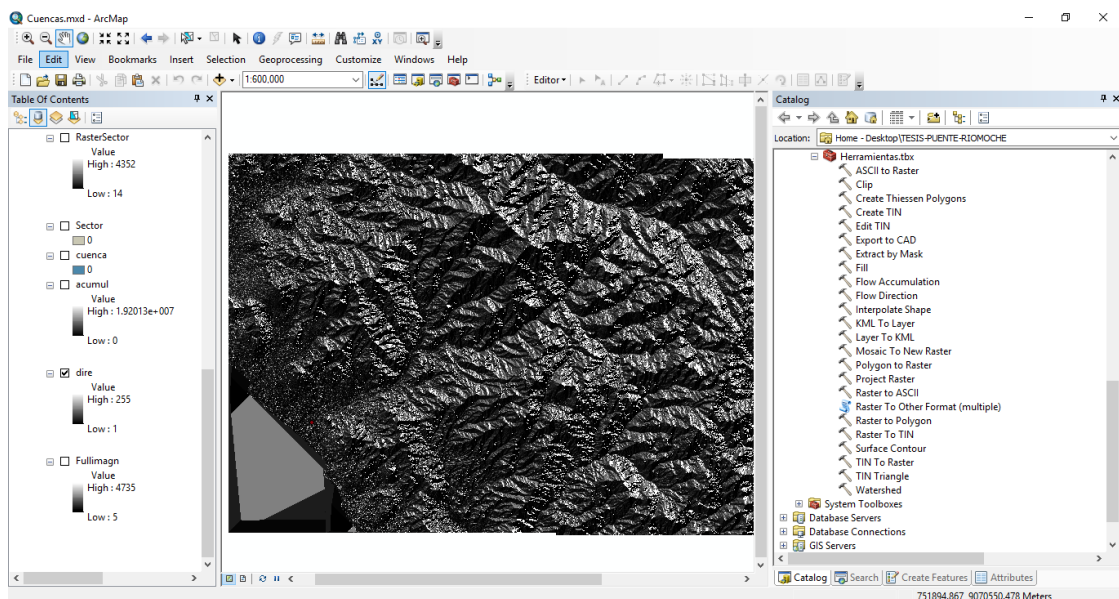 Cuencas.mxd - ArcMap
File Edit View Bookmarks Insert Selection Geoprocessing Customize Windows Help
1:600,000
Editor
Table Of Contents
RasterSector
Value
High : 4352
Low : 14
Sector
0
cuenca
0
acumul
Value
High : 1.92013e+007
Low : 0
dire
Value
High : 255
Low : 1
Fullimagn
Value
High : 4735
Low : 5
Catalog
Location: Home - Desktop\TESIS-PUENTE-RIOMOCHE
Herramientas.tbx
ASCII to Raster
Clip
Create Thiessen Polygons
Create TIN
Edit TIN
Export to CAD
Extract by Mask
Fill
Flow Accumulation
Flow Direction
Interpolate Shape
KML To Layer
Layer To KML
Mosaic To New Raster
Polygon to Raster
Project Raster
Raster to ASCII
Raster To Other Format (multiple)
Raster to Polygon
Raster To TIN
Surface Contour
TIN To Raster
TIN Triangle
Watershed
System Toolboxes
Database Servers
Database Connections
GIS Servers
Catalog Search Create Features Attributes
751894.867 9070550.478 Meters